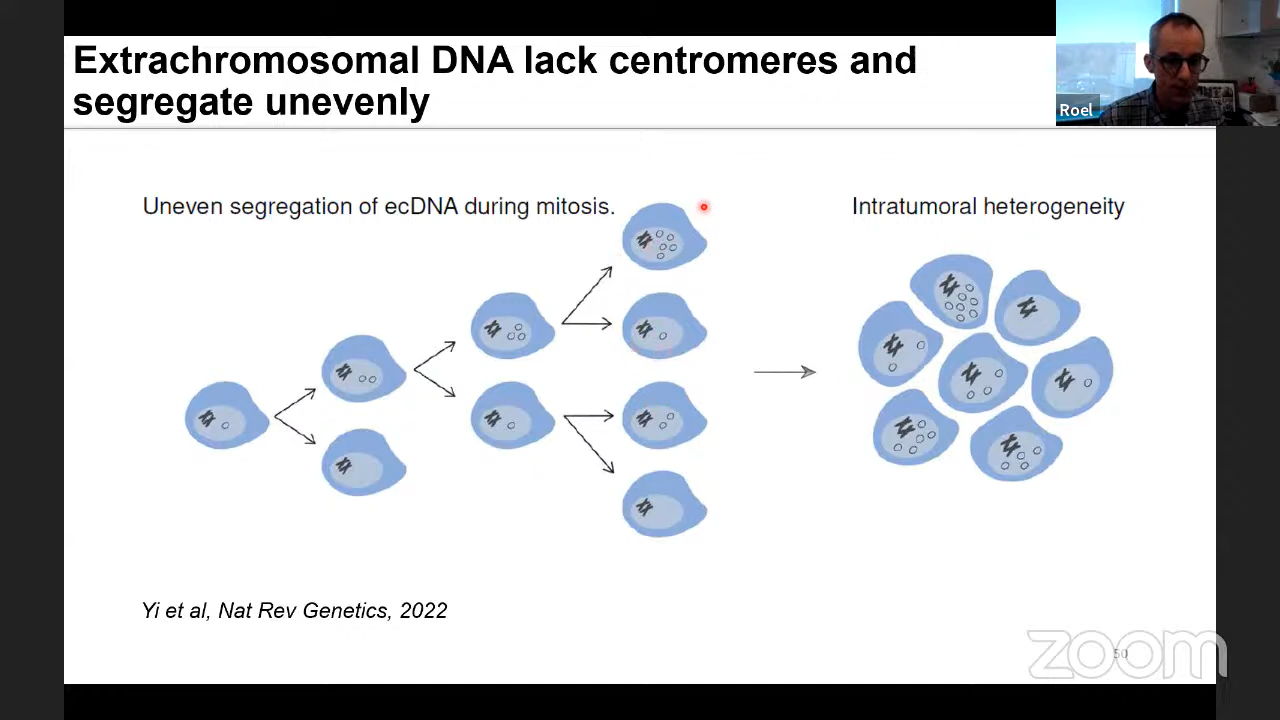 Extrachromosomal DNA lack centromeres and
segregate unevenly
Roel
Uneven segregation of ecDNA during mitosis.
Intratumoral heterogeneity
Yi et al, Nat Rev Genetics, 2022
zoom
50